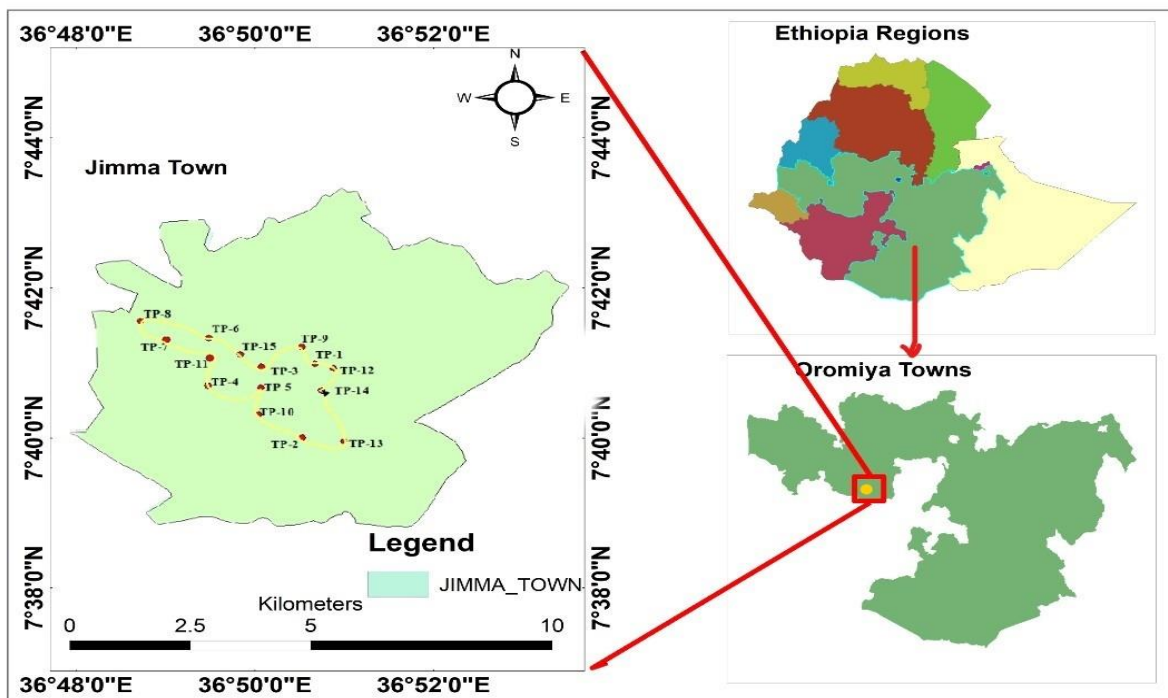 36°48'0"E 36°50'0"E 36°52'0"E
N
W E
S
7°44'0"N 7°44'0"N
Jimma Town
7°42'0"N 7°42'0"N
TP-8
TP-6
TP-7
TP-15
TP-9
TP-11
TP-3
TP-1
TP-12
TP-4
TP-5
TP-14
TP-10
TP-2
TP-13
7°40'0"N 7°40'0"N
Legend
JIMMA_TOWN
7°38'0"N 7°38'0"N
Kilometers
0 2.5 5 10
36°48'0"E 36°50'0"E 36°52'0"E
Ethiopia Regions
Oromiya Towns